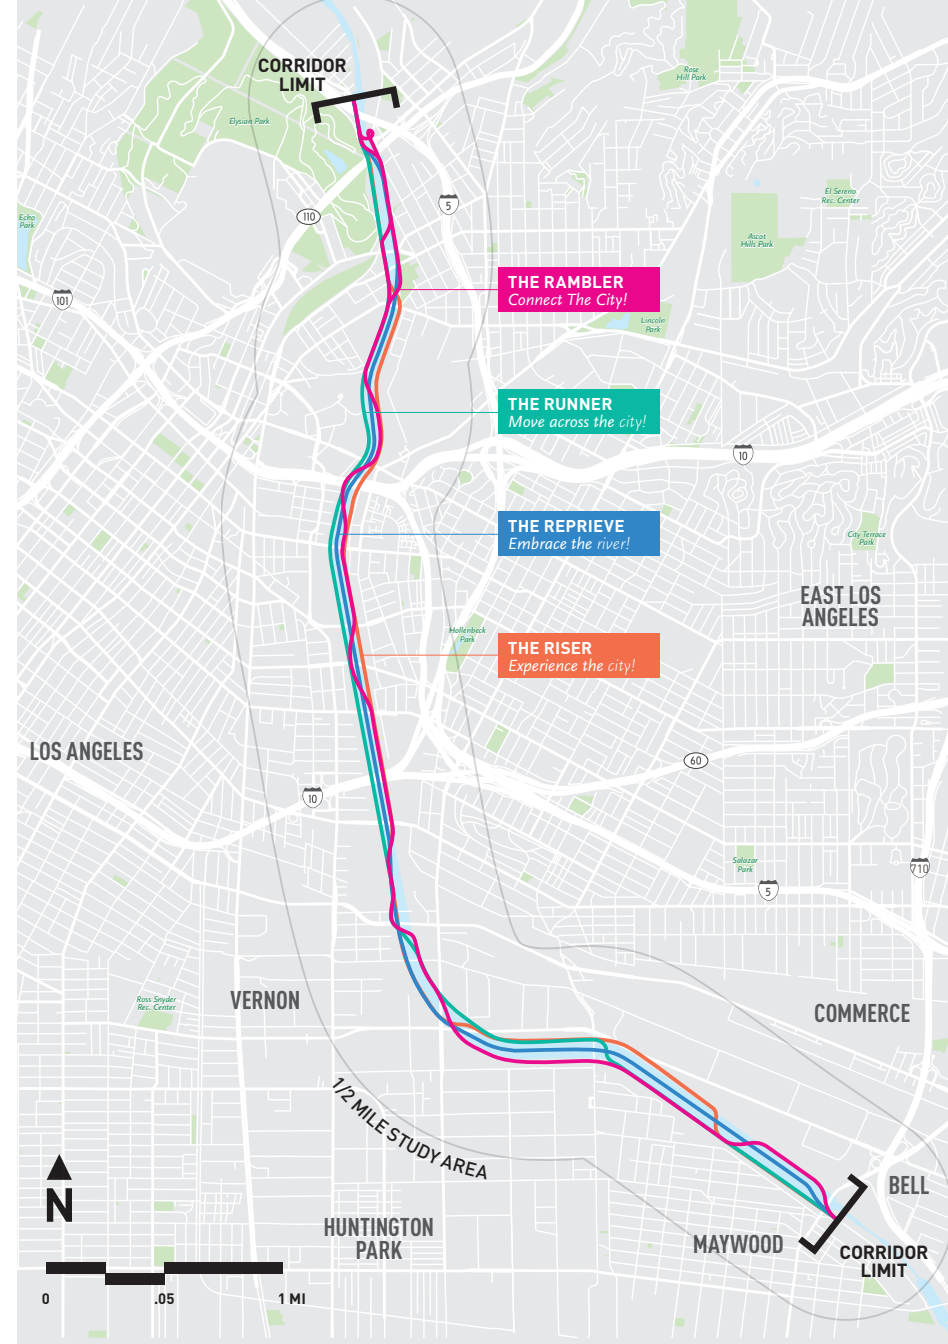 CORRIDOR
LIMIT
Rose
Hill Park
Elysian Park
El Sereno
Rec. Center
5
110
Echo
Park
Ascot
Hills Park
THE RAMBLER
Connect The City!
101
Lincoln
Park
THE RUNNER
Move across the city!
10
THE REPRIEVE
Embrace the river!
City Terrace
Park
EAST LOS
ANGELES
Hollenbeck
Park
THE RISER
Experience the city!
LOS ANGELES
60
10
Salazar
Park
710
5
Ross Snyder
Rec. Center
VERNON
COMMERCE
1/2 MILE STUDY AREA
N
BELL
HUNTINGTON
PARK
MAYWOOD
CORRIDOR
LIMIT
0 .05 1 MI